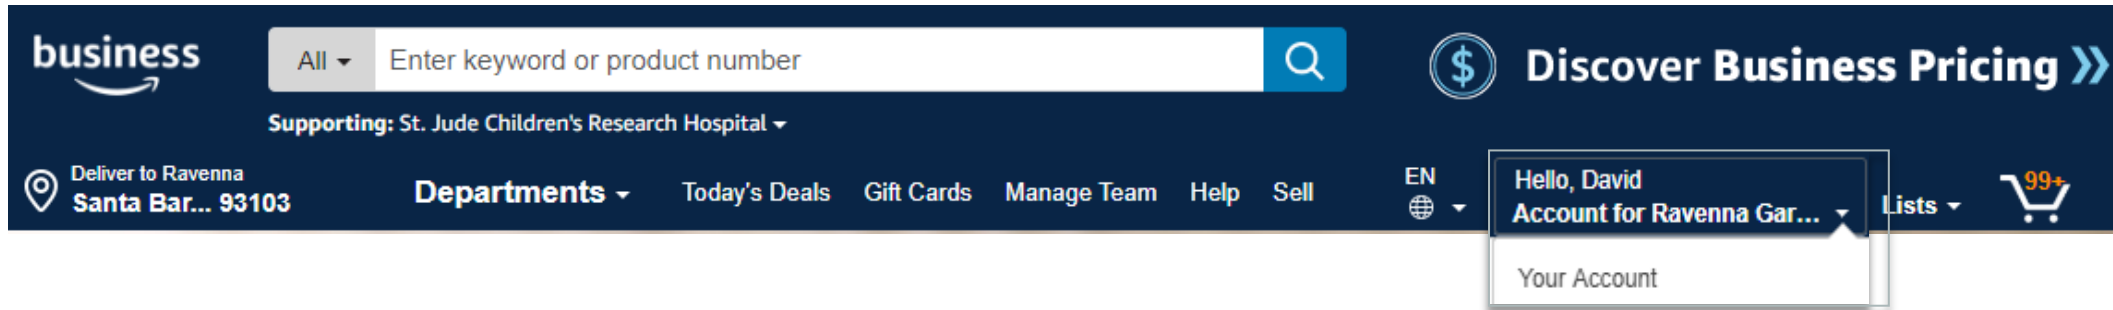 business
All
Enter keyword or product number
$ Discover Business Pricing
Supporting: St. Jude Children's Research Hospital
Deliver to Ravenna
Santa Bar... 93103
Departments
Today's Deals
Gift Cards
Manage Team
Help
Sell
EN
Hello, David
Account for Ravenna Gar...
Lists
99+
Your Account